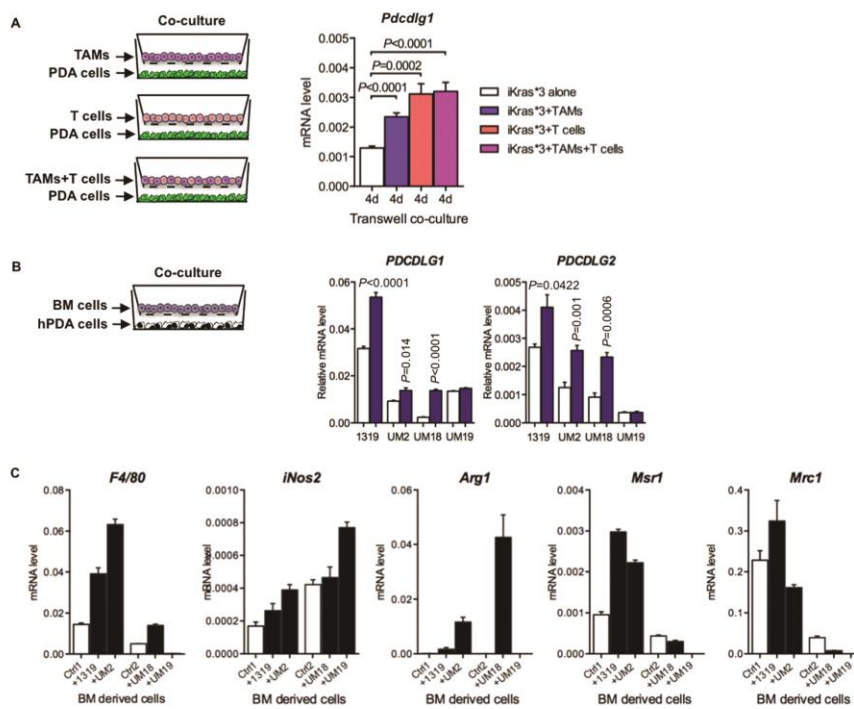 A
Co-culture
TAMs
PDA cells
T cells
PDA cells
TAMs+T cells
PDA cells
Pdcdlg1
P<0.0001
P=0.0002
P<0.0001
mRNA level
0.005
0.004
0.003
0.002
0.001
0.000
4d 4d 4d 4d
Transwell co-culture
iKras*3 alone
iKras*3+TAMs
iKras*3+T cells
iKras*3+TAMs+T cells
B
Co-culture
BM cells
hPDA cells
PDCDLG1
P<0.0001
P=0.014
P<0.0001
Relative mRNA level
0.06
0.04
0.02
0.00
1319 UM2 UM18 UM19
PDCDLG2
P=0.0422
P=0.001
P=0.0006
Relative mRNA level
0.005
0.004
0.003
0.002
0.001
0.000
1319 UM2 UM18 UM19
C
F4/80
mRNA level
0.08
0.06
0.04
0.02
0.00
Ctrl1 +1319 +UM2 Ctrl2 +UM18 +UM19
BM derived cells
iNos2
mRNA level
0.0010
0.0008
0.0006
0.0004
0.0002
0.0000
Ctrl1 +1319 +UM2 Ctrl2 +UM18 +UM19
BM derived cells
Arg1
mRNA level
0.06
0.04
0.02
0.00
Ctrl1 +1319 +UM2 Ctrl2 +UM18 +UM19
BM derived cells
Msr1
mRNA level
0.004
0.003
0.002
0.001
0.000
Ctrl1 +1319 +UM2 Ctrl2 +UM18 +UM19
BM derived cells
Mrc1
mRNA level
0.4
0.3
0.2
0.1
0.0
Ctrl1 +1319 +UM2 Ctrl2 +UM18 +UM19
BM derived cells